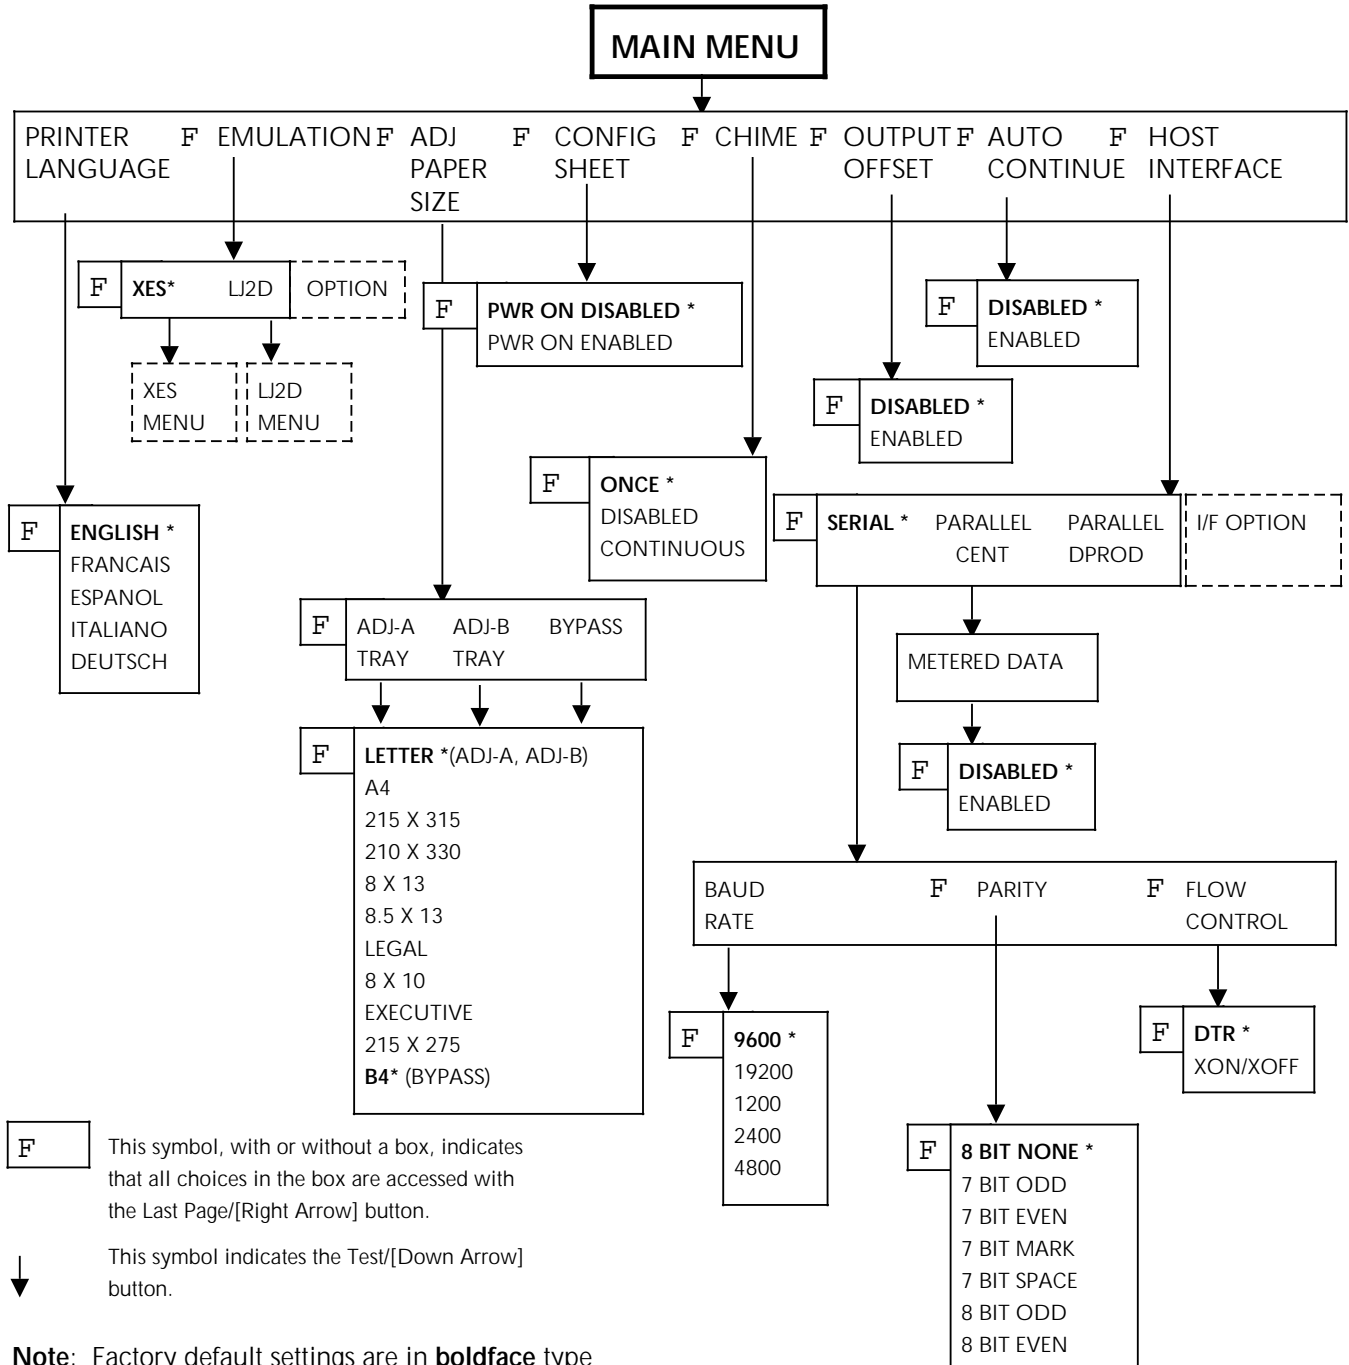 MAIN MENU
PRINTER F EMULATION F ADJ F CONFIG F CHIME F OUTPUT F AUTO F HOST
LANGUAGE PAPER SHEET OFFSET CONTINUE INTERFACE
SIZE
F XES* LJ2D OPTION
XES
MENU
LJ2D
MENU
F PWR ON DISABLED *
PWR ON ENABLED
F DISABLED *
ENABLED
F DISABLED *
ENABLED
F ONCE *
DISABLED
CONTINUOUS
F SERIAL * PARALLEL PARALLEL I/F OPTION
CENT DPROD
F ENGLISH *
FRANCAIS
ESPANOL
ITALIANO
DEUTSCH
F ADJ-A ADJ-B BYPASS
TRAY TRAY
METERED DATA
F DISABLED *
ENABLED
F LETTER *(ADJ-A, ADJ-B)
A4
215 X 315
210 X 330
8 X 13
8.5 X 13
LEGAL
8 X 10
EXECUTIVE
215 X 275
B4* (BYPASS)
BAUD F PARITY F FLOW
RATE CONTROL
F 9600 *
19200
1200
2400
4800
F DTR *
XON/XOFF
F 8 BIT NONE *
7 BIT ODD
7 BIT EVEN
7 BIT MARK
7 BIT SPACE
8 BIT ODD
8 BIT EVEN
F This symbol, with or without a box, indicates
that all choices in the box are accessed with
the Last Page/[Right Arrow] button.
This symbol indicates the Test/[Down Arrow]
button.
Note: Factory default settings are in boldface type